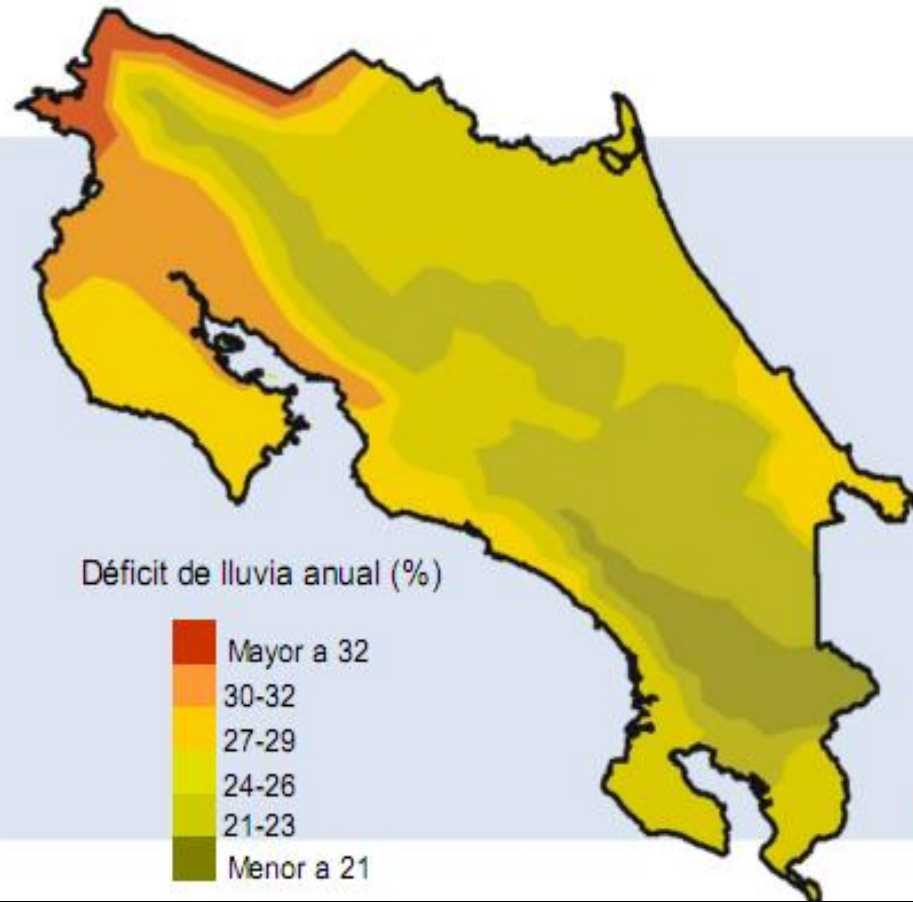 Déficit de lluvia anual (%)
Mayor a 32
30-32
27-29
24-26
21-23
Menor a 21